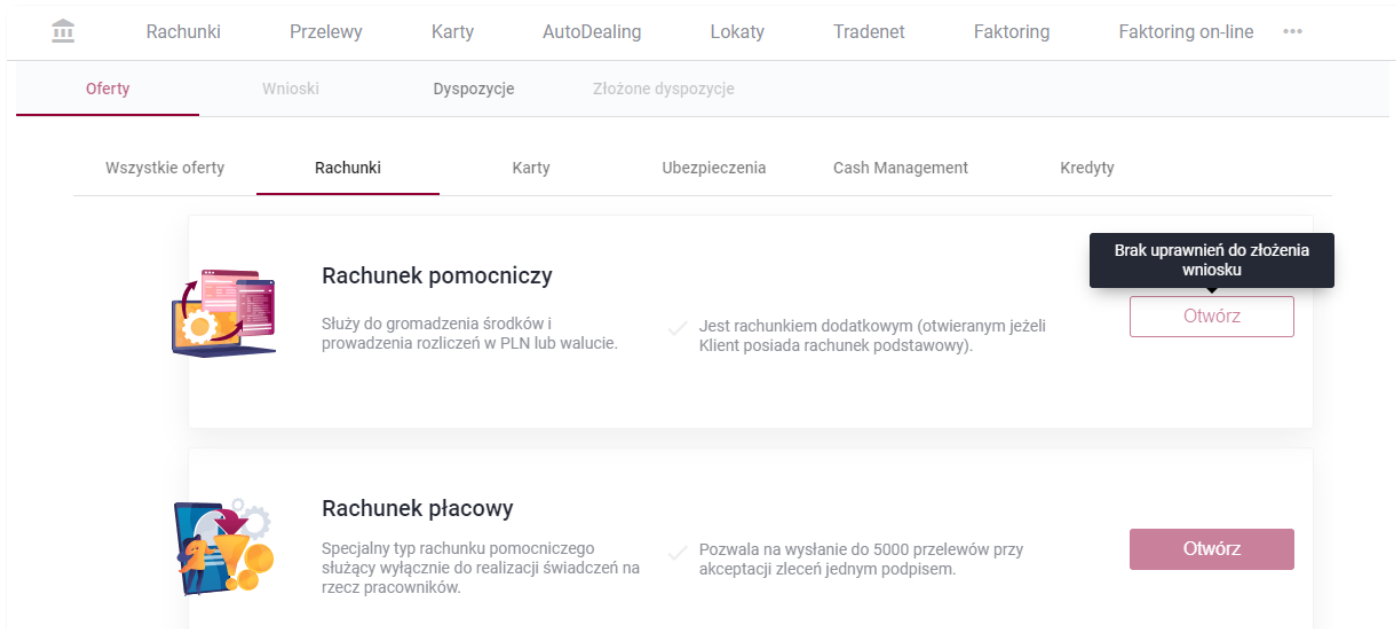 Rachunki Przelewy Karty AutoDealing Lokaty Tradenet Faktoring Faktoring on-line •••
Oferty Wnioski Dyspozycje Złożone dyspozycje
Wszystkie oferty Rachunki Karty Ubezpieczenia Cash Management Kredyty
Brak uprawnień do złożenia
wniosku
Rachunek pomocniczy
Służy do gromadzenia środków i
prowadzenia rozliczeń w PLN lub walucie.
Jest rachunkiem dodatkowym (otwieranym jeżeli
Klient posiada rachunek podstawowy).
Otwórz
Rachunek płacowy
Specjalny typ rachunku pomocniczego
służący wyłącznie do realizacji świadczeń na
rzecz pracowników.
Pozwala na wysłanie do 5000 przelewów przy
akceptacji zleceń jednym podpisem.
Otwórz